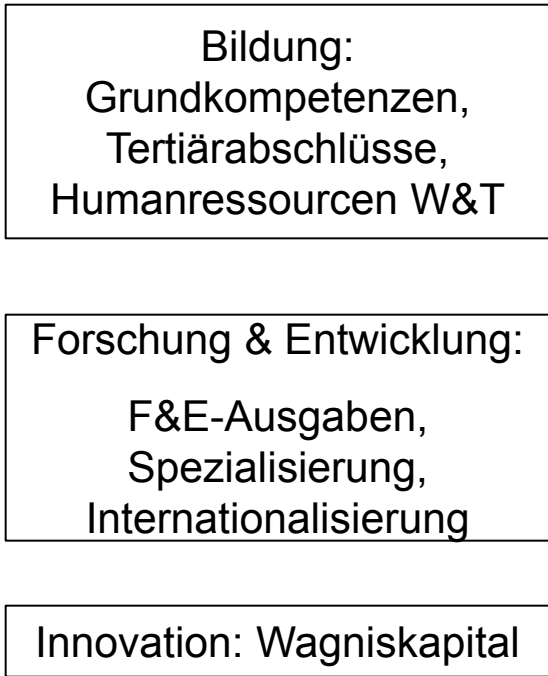 Bildung:
Grundkompetenzen,
Tertiärabschlüsse,
Humanressourcen W&T
Forschung & Entwicklung:
F&E-Ausgaben,
Spezialisierung,
Internationalisierung
Innovation: Wagniskapital